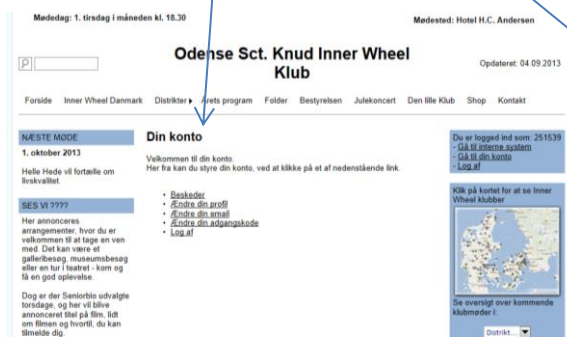 Mødedag: 1. tirsdag i måneden kl. 18.30
Mødested: Hotel H.C. Andersen
Odense Sct. Knud Inner Wheel
Klub
Opdateret: 04.09.2013
Forside Inner Wheel Danmark Distrikter Årets program Folder Bestyrelsen Julekoncert Den lille Klub Shop Kontakt
NÆSTE MØDE
1. oktober 2013
Helle Hede vil fortælle om
livskvalitet.
SES VI ????
Her annonceres
arrangementer, hvor du er
velkommen til at tage en ven
med. Det kan være et
galleribesøg, museumsbesøg
eller en tur i teatret - kom og
få en god oplevelse.
Dog er der Seniorbio udvalgte
torsdage, og her vil blive
annonceret titel på film, lidt
om filmen og hvortil, du kan
tilmelde dig.
Din konto
Velkommen til din konto.
Her fra kan du styre din konto, ved at klikke på et af nedenstående link.
• Beskeder
• Ændre din profil
• Ændre din email
• Ændre din adgangskode
• Log af
Du er logged ind som: 251539
- Gå til interne system
- Gå til din konto
- Log af
Klik på kortet for at se Inner
Wheel klubber
Se oversigt over kommende
klubmøder i:
Distrikt...